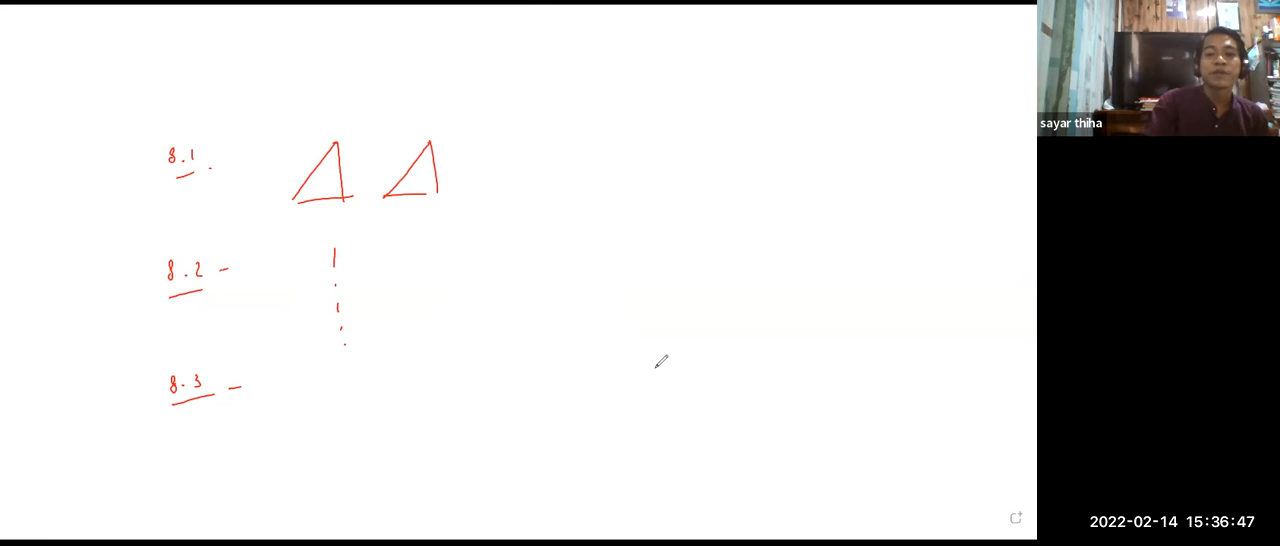 8.1.
8.2 -
8.3 -
sayar thiha
2022-02-14 15:36:47